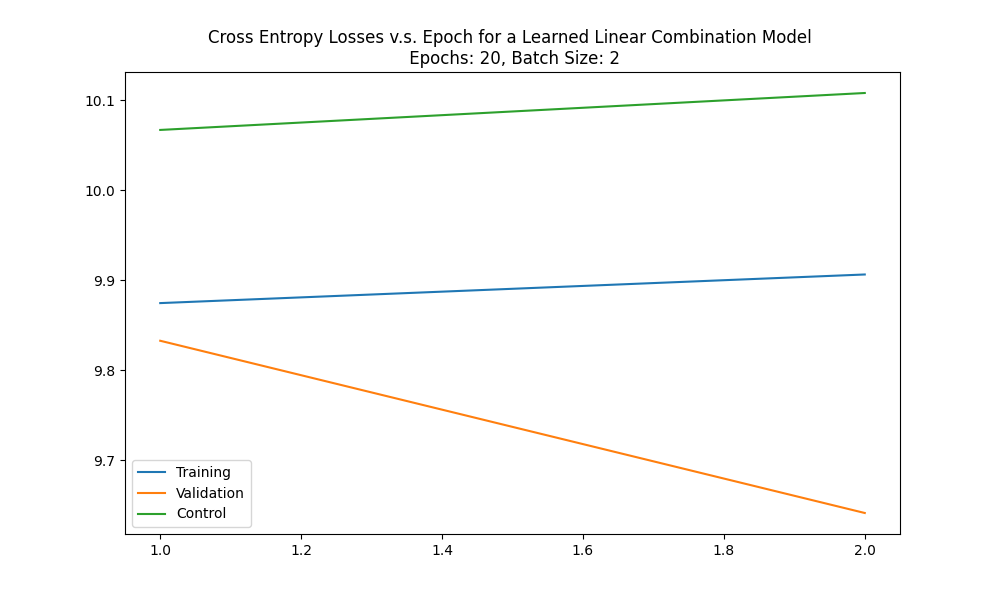 Cross Entropy Losses v.s. Epoch for a Learned Linear Combination Model
Epochs: 20, Batch Size: 2
10.1
10.0
9.9
9.8
9.7
Training
Validation
Control
1.0 1.2 1.4 1.6 1.8 2.0